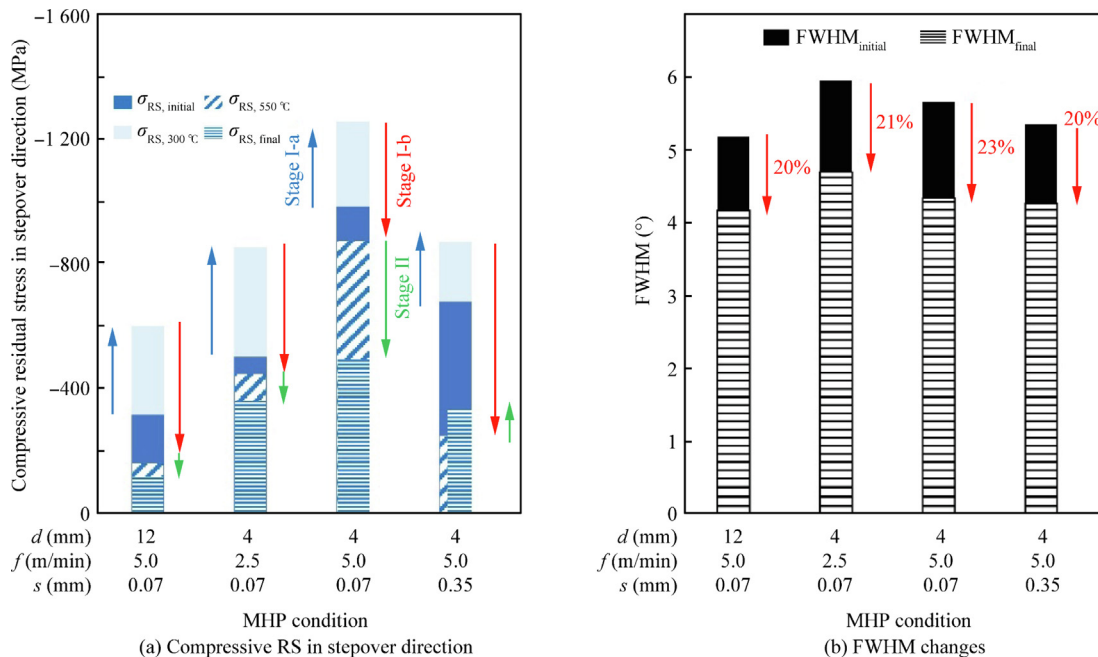 −1 600
−1 200
−800
−400
0
Compressive residual stress in stepover direction (MPa)
σRS, initial
σRS, 550 ℃
σRS, 300 ℃
σRS, final
Stage I-a
Stage I-b
Stage II
d (mm) 12 4 4 4
f (m/min) 5.0 2.5 5.0 5.0
s (mm) 0.07 0.07 0.07 0.35
MHP condition
(a) Compressive RS in stepover direction
FWHMinitial
FWHMfinal
6
5
4
3
2
1
0
FWHM (°)
20%
21%
23%
20%
d (mm) 12 4 4 4
f (m/min) 5.0 2.5 5.0 5.0
s (mm) 0.07 0.07 0.07 0.35
MHP condition
(b) FWHM changes